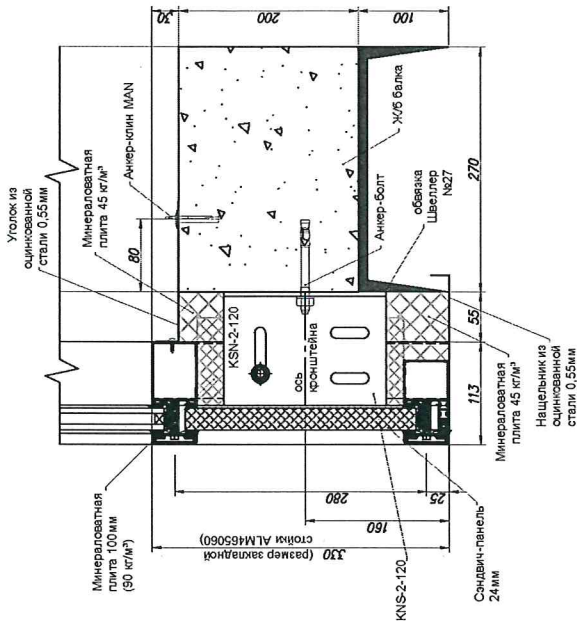 Уголок из
оцинкованной
стали 0,55мм
Минераловатная
плита 45 кг/м³
Анкер-клин MAN
30
200
100
80
Минераловатная
плита 100мм
(90 кг/м³)
KSN-2-120
ось
кронштейна
Ж/б балка
Анкер-болт
обвязка
Швеллер
№27
270
55
113
330 (размер закладной
стойки ALM465060)
280
25
160
KNS-2-120
Сэндвич-панель
24мм
Минераловатная
плита 45 кг/м³
Нащельник из
оцинкованной
стали 0,55мм